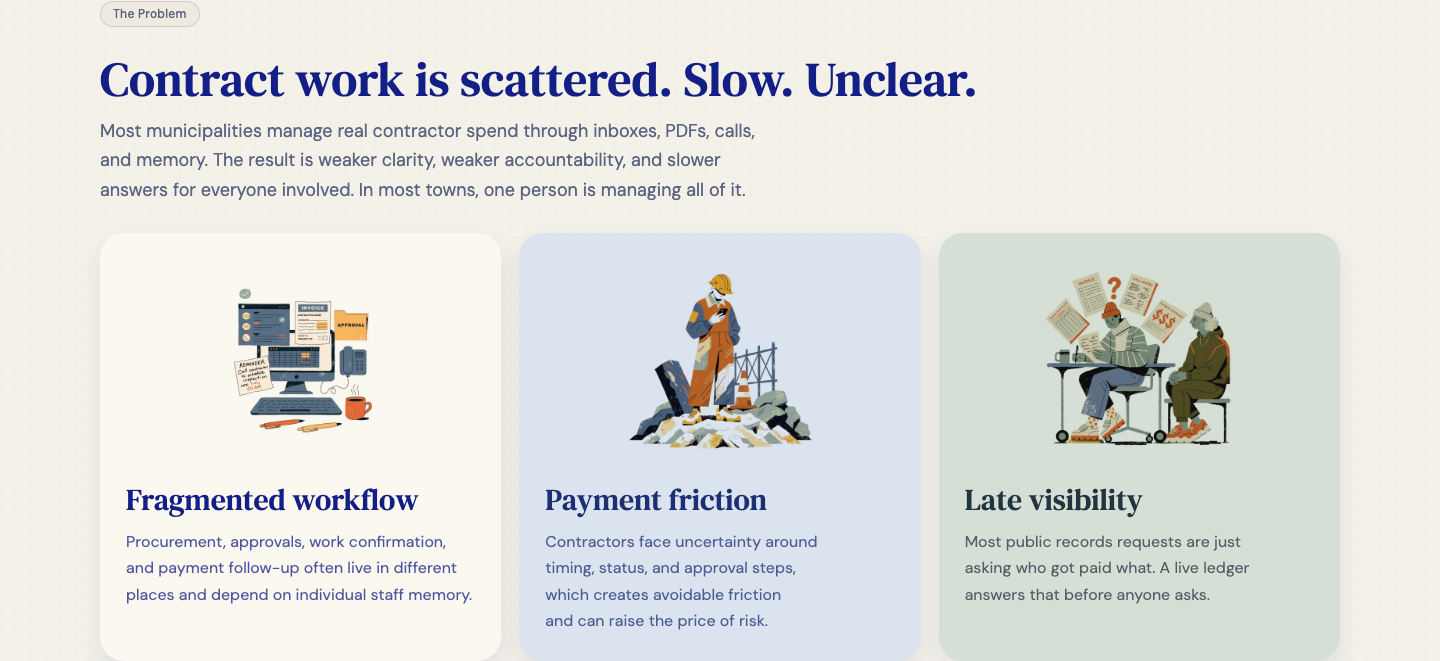 The Problem
Contract work is scattered. Slow. Unclear.
Most municipalities manage real contractor spend through inboxes, PDFs, calls,
and memory. The result is weaker clarity, weaker accountability, and slower
answers for everyone involved. In most towns, one person is managing all of it.
INVOICE
APPROVAL
REMINDER
INVOICE
?
$$$
Fragmented workflow
Procurement, approvals, work confirmation,
and payment follow-up often live in different
places and depend on individual staff memory.
Payment friction
Contractors face uncertainty around
timing, status, and approval steps,
which creates avoidable friction
and can raise the price of risk.
Late visibility
Most public records requests are just
asking who got paid what. A live ledger
answers that before anyone asks.